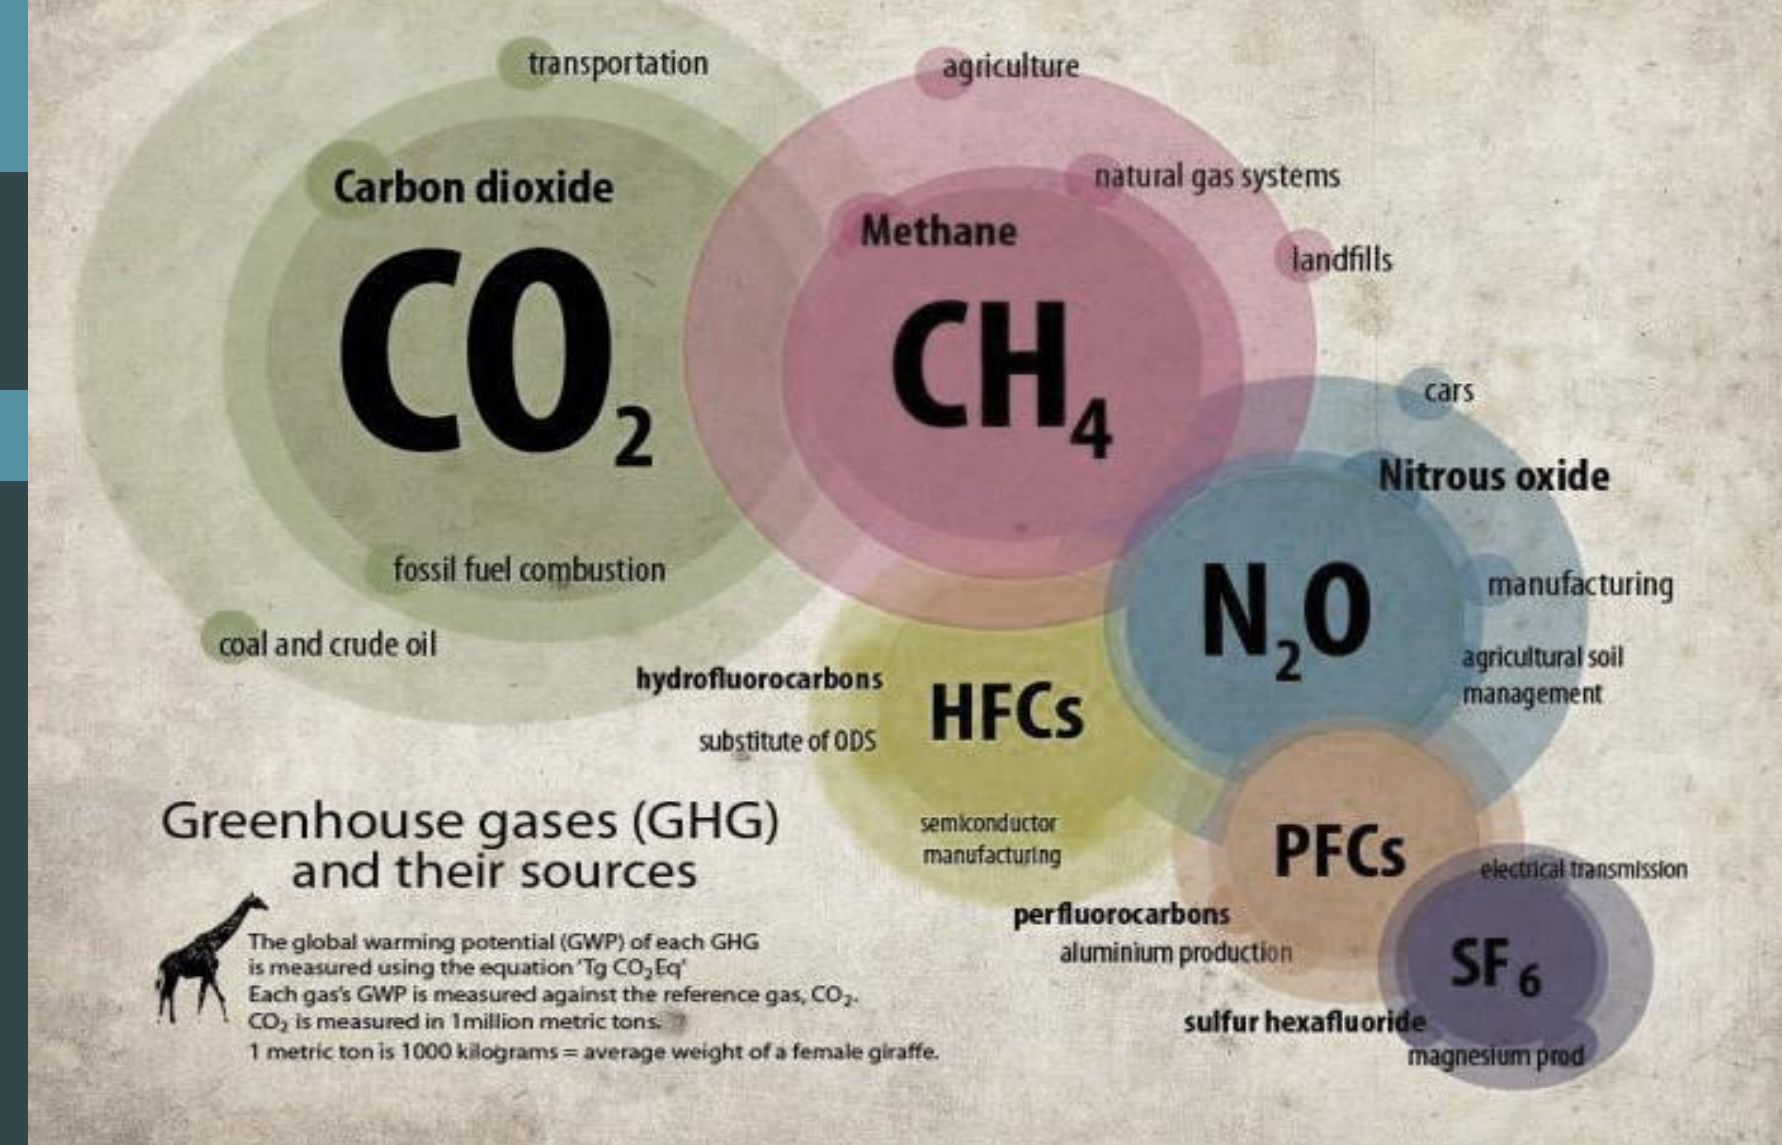 transportation
agriculture
natural gas systems
Carbon dioxide
Methane
landfills
CO₂
CH₄
cars
Nitrous oxide
fossil fuel combustion
N₂O
manufacturing
coal and crude oil
agricultural soil
management
hydrofluorocarbons
HFCs
substitute of ODS
semiconductor
manufacturing
PFCs
electrical transmission
perfluorocarbons
aluminium production
SF₆
sulfur hexafluoride
magnesium prod
Greenhouse gases (GHG)
and their sources
The global warming potential (GWP) of each GHG
is measured using the equation 'Tg CO₂Eq'
Each gas's GWP is measured against the reference gas, CO₂.
CO₂ is measured in 1million metric tons.
1 metric ton is 1000 kilograms = average weight of a female giraffe.